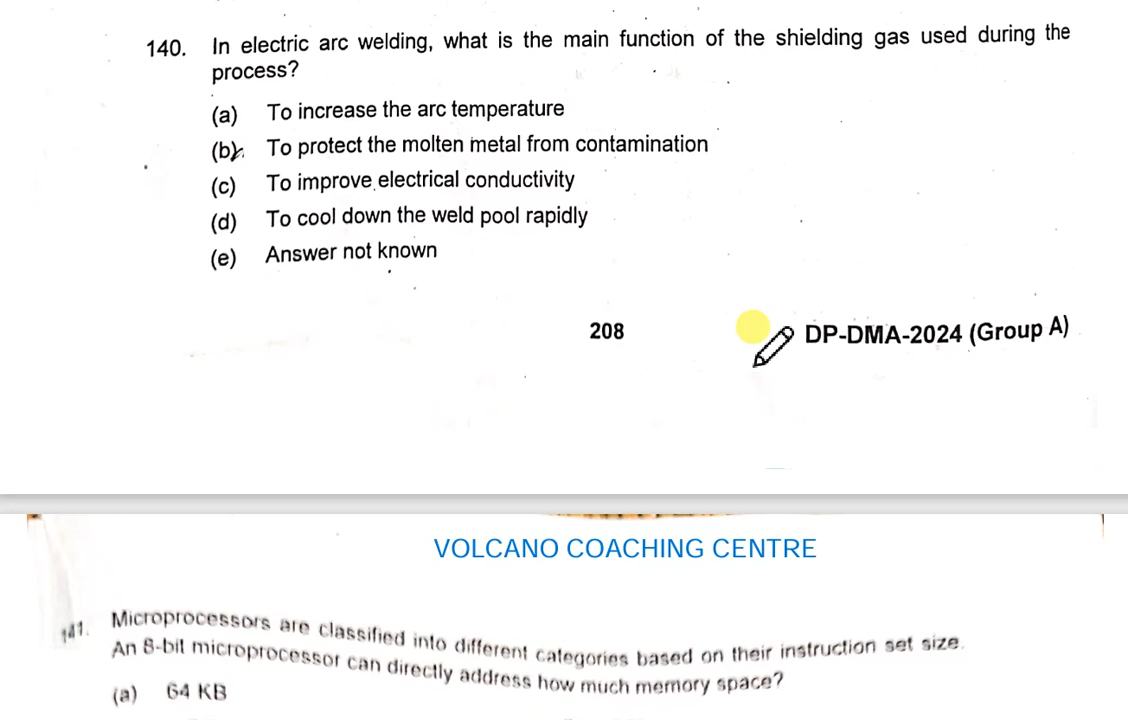 140. In electric arc welding, what is the main function of the shielding gas used during the
process?
(a) To increase the arc temperature
(b) To protect the molten metal from contamination
(c) To improve electrical conductivity
(d) To cool down the weld pool rapidly
(e) Answer not known
208 DP-DMA-2024 (Group A)
VOLCANO COACHING CENTRE
141. Microprocessors are classified into different categories based on their instruction set size.
An 8-bit microprocessor can directly address how much memory space?
(a) 64 KB